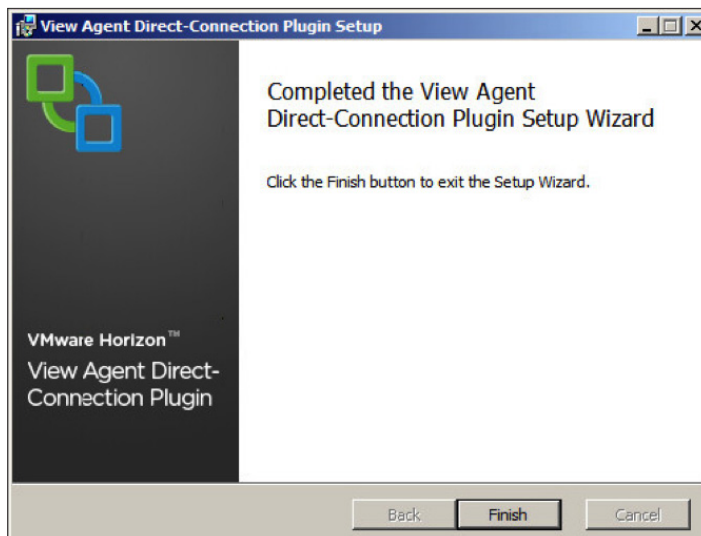 View Agent Direct-Connection Plugin Setup
Completed the View Agent
Direct-Connection Plugin Setup Wizard
Click the Finish button to exit the Setup Wizard.
VMware Horizon™
View Agent Direct-
Connection Plugin
Back Finish Cancel